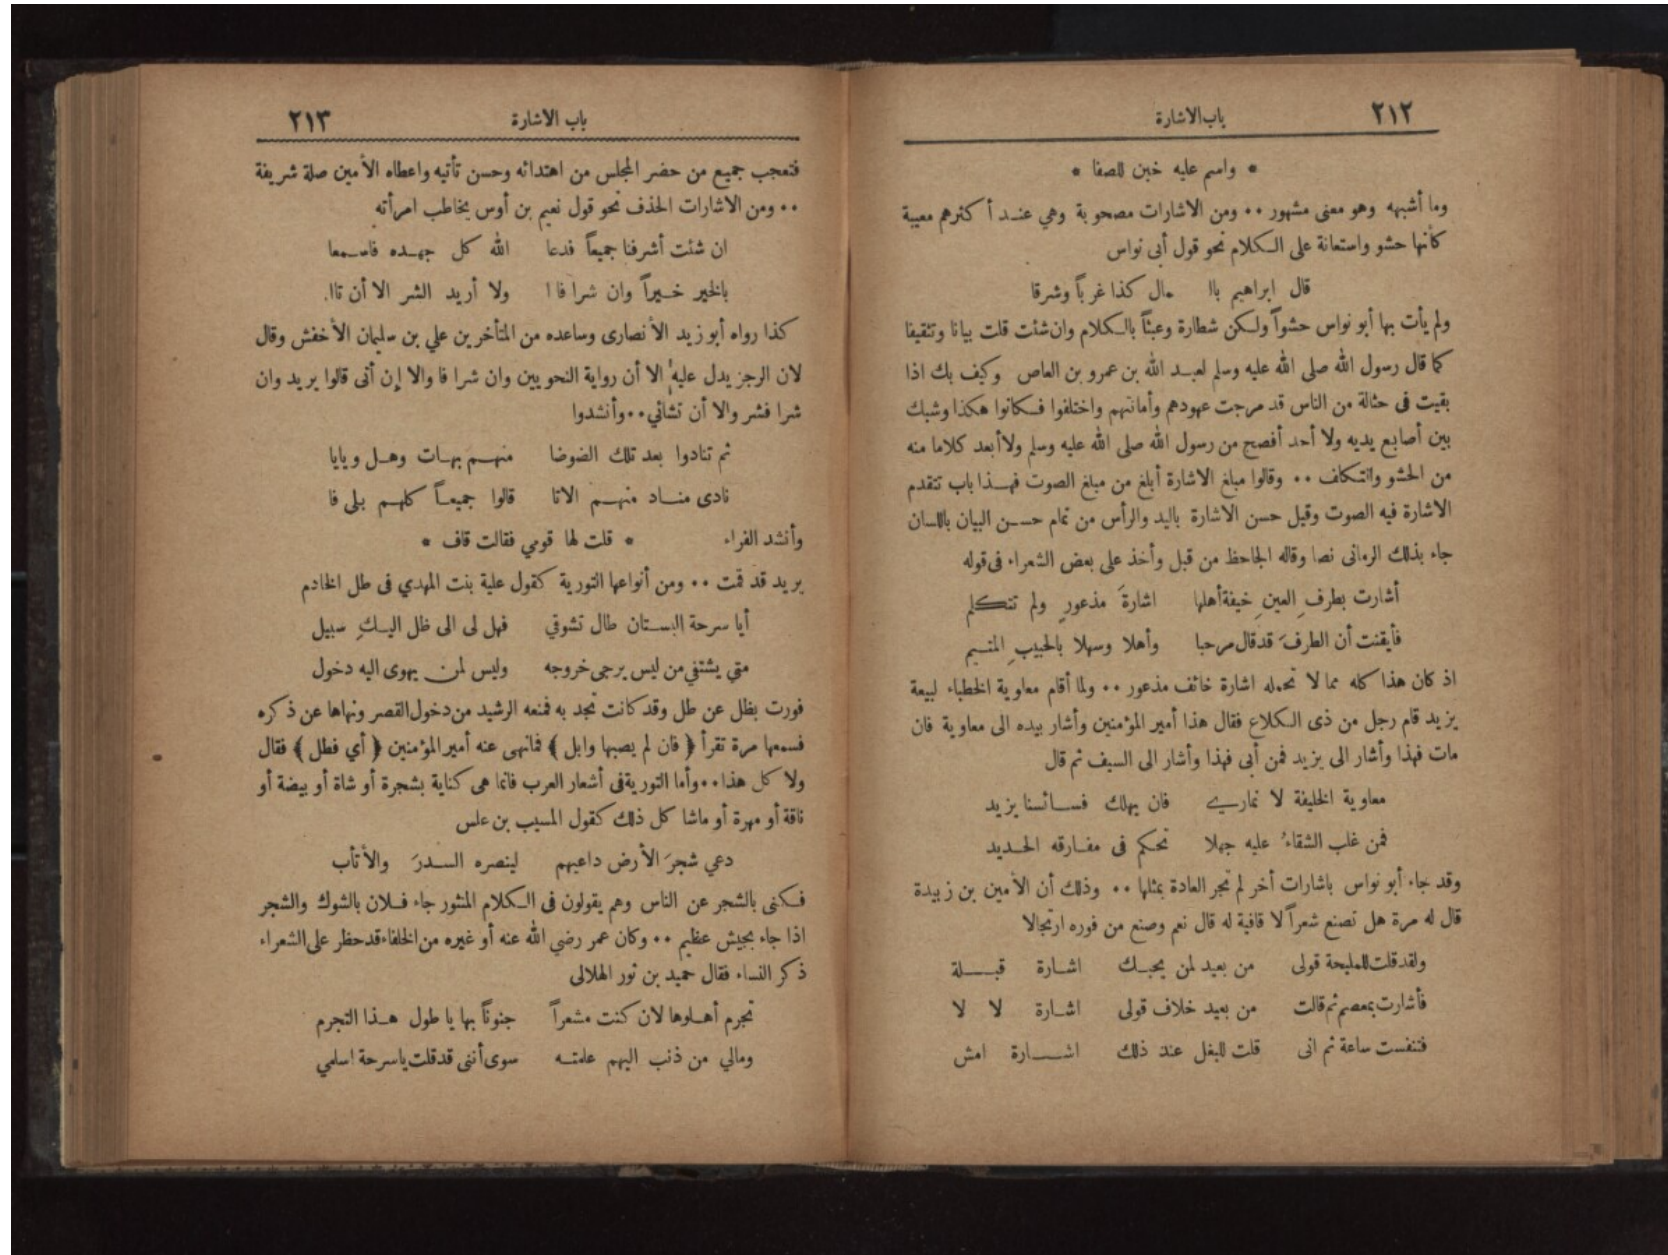 ٢١٢
باب الاشارة
* واسم عليه خبن للصفا *
وما أشبهه وهو معنى مشهور ٠٠ ومن الاشارات مصحوبة وهي عند أكثرهم معيبة
كأنها حشو واستعانة على الكلام نحو قول أبى نواس
قال ابراهيم بالـ مال كذا غرباً وشرقا
ولم يأت بها أبو نواس حشواً ولكن شطارة وعبثاً بالكلام وان شئت قلت بيانا وتثقيفا
كما قال رسول الله صلى الله عليه وسلم لعبد الله بن عمرو بن العاص وكيف بك اذا
بقيت فى حثالة من الناس قد مرجت عهودهم وأماناتهم واختلفوا فكانوا هكذا وشبك
بين أصابع يديه ولا أحد أفصح من رسول الله صلى الله عليه وسلم ولا أبعد كلاما منه
من الحشو والتكلف ٠٠ وقالوا مبلغ الاشارة أبلغ من مبلغ الصوت فهذا باب تتقدم
الاشارة فيه الصوت وقيل حسن الاشارة باليد والرأس من تمام حسن البيان باللسان
جاء بذلك الرمانى نصا وقاله الجاحظ من قبل وأخذ على بعض الشعراء فى قوله
أشارت بطرفِ العينِ خيفة أهلها اشارةَ مذعورٍ ولم تتكلم
فأيقنت أن الطرفَ قد قال مرحبا وأهلا وسهلا بالحبيبِ المتيم
اذ كان هذا كله مما لا تحمله اشارة خائف مذعور ٠٠ ولما أقام معاوية الخطباء لبيعة
يزيد قام رجل من ذى الكلاع فقال هذا أمير المؤمنين وأشار بيده الى معاوية فان
مات فهذا وأشار الى يزيد فمن أبى فهذا وأشار الى السيف ثم قال
معاوية الخليفة لا نمارى فان يهلك فسائسنا يزيد
فمن غلب الشقاءُ عليه جهلا تحكم فى مفارقه الحديد
وقد جاء أبو نواس باشارات أخر لم تجر العادة بمثلها ٠٠ وذلك أن الأمين بن زبيدة
قال له مرة هل تصنع شعراً لا قافية له قال نعم وصنع من فوره ارتجالا
ولقد قلت للمليحة قولى من بعيد لمن يحبك اشارة قبلة
فأشارت بمعصم ثم قالت من بعيد خلاف قولى اشارة لا لا
فتنفست ساعة ثم انى قلت للبغل عند ذلك اشارة امش
٢١٣
باب الاشارة
فتعجب جميع من حضر المجلس من اهتدائه وحسن تأتيه واعطاه الأمين صلة شريفة
٠٠ ومن الاشارات الحذف نحو قول نعيم بن أوس يخاطب امرأته
ان شئت أشرفنا جميعاً فدعا الله كل جهده فاسمعا
بالخير خيراً وان شرا فا ا ولا أريد الشر الا أن تاا.
كذا رواه أبو زيد الأنصارى وساعده من المتأخرين علي بن سليمان الأخفش وقال
لان الرجز يدل عليه الا أن رواية النحويين وان شرا فا والا إن أتى قالوا يريد وان
شرا فشر والا أن تشائي ٠٠ وأنشدوا
ثم تنادوا بعد تلك الضوضا منهم بهات وهل ويايا
نادى مناد منهم الاتا قالوا جميعاً كلهم بلى فا
وأنشد الفراء * قلت لها قومي فقالت قاف *
يريد قد قمت ٠٠ ومن أنواعها التورية كقول علية بنت المهدي فى طل الخادم
أيا سرحة البستان طال تشوقي فهل لى الى ظل اليكِ سبيل
متي يشتفي من ليس يرجى خروجه وليس لمن يهوى اليه دخول
فورت بظل عن طل وقد كانت تجد به فمنعه الرشيد من دخول القصر ونهاها عن ذكره
فسمعها مرة تقرأ ﴿ فان لم يصبها وابل ﴾ فما نهى عنه أمير المؤمنين ﴿ أي فطل ﴾ فقال
ولا كل هذا ٠٠ وأما التورية فى أشعار العرب فانما هى كناية بشجرة أو شاة أو بيضة أو
ناقة أو مهرة أو ماشا كل ذلك كقول المسيب بن علس
دعي شجرَ الأرض داعيهم لينصره السدرَ والأثأب
فكنى بالشجر عن الناس وهم يقولون فى الكلام المنثور جاء فلان بالشوك والشجر
اذا جاء بجيش عظيم ٠٠ وكان عمر رضي الله عنه أو غيره من الخلفاء قد حظر على الشعراء
ذكر النساء فقال حميد بن ثور الهلالى
تجرم أهلوها لان كنت مشعراً جنوناً بها يا طول هذا التجرم
ومالي من ذنب اليهم علمته سوى أننى قد قلت ياسرحة اسلمي